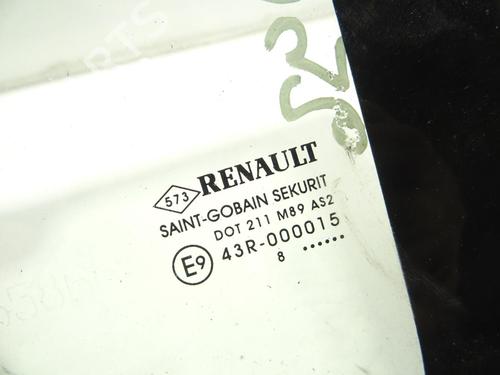 573 RENAULT
SAINT-GOBAIN SEKURIT
DOT 211 M89 AS2
E9 43R-000015
8 ......